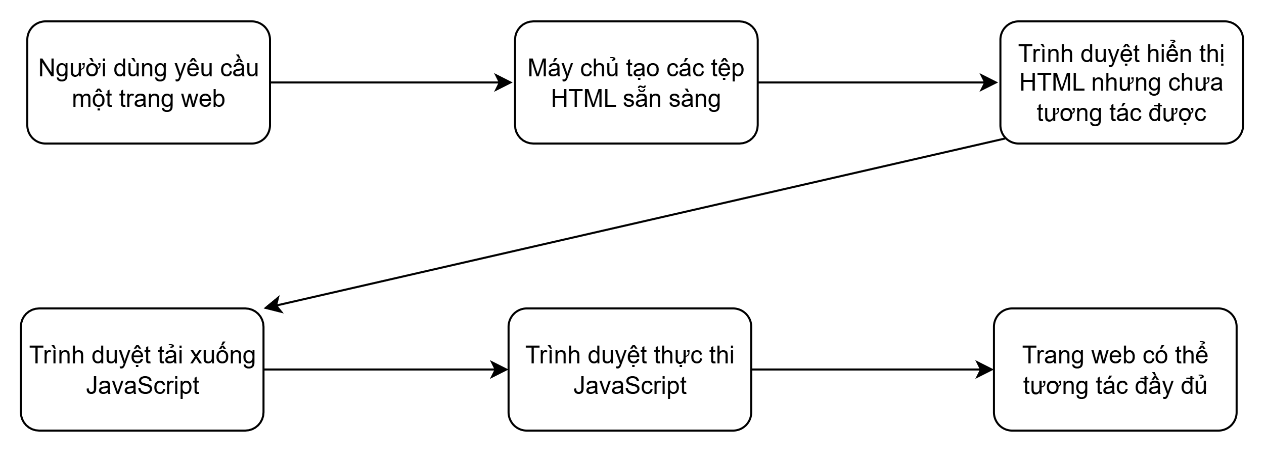 Người dùng yêu cầu
một trang web
Máy chủ tạo các tệp
HTML sẵn sàng
Trình duyệt hiển thị
HTML nhưng chưa
tương tác được
Trình duyệt tải xuống
JavaScript
Trình duyệt thực thi
JavaScript
Trang web có thể
tương tác đầy đủ